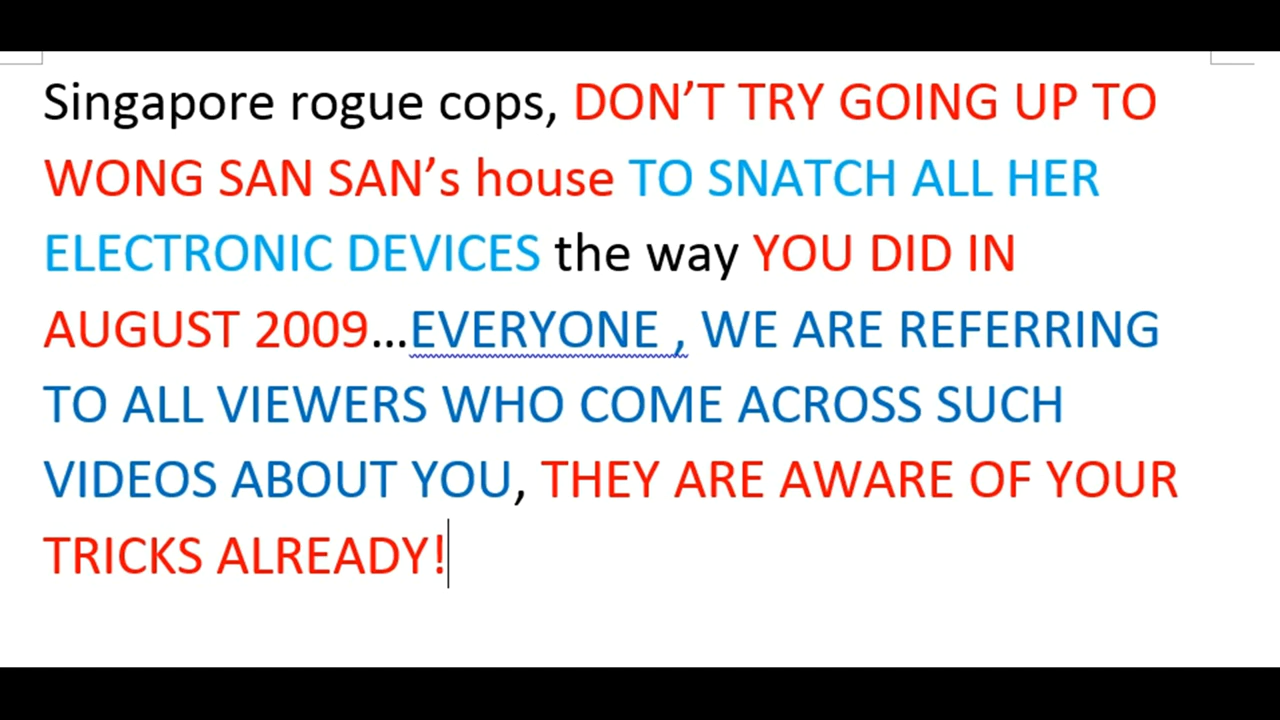 Singapore rogue cops, DON’T TRY GOING UP TO
WONG SAN SAN’s house TO SNATCH ALL HER
ELECTRONIC DEVICES the way YOU DID IN
AUGUST 2009...EVERYONE , WE ARE REFERRING
TO ALL VIEWERS WHO COME ACROSS SUCH
VIDEOS ABOUT YOU, THEY ARE AWARE OF YOUR
TRICKS ALREADY!